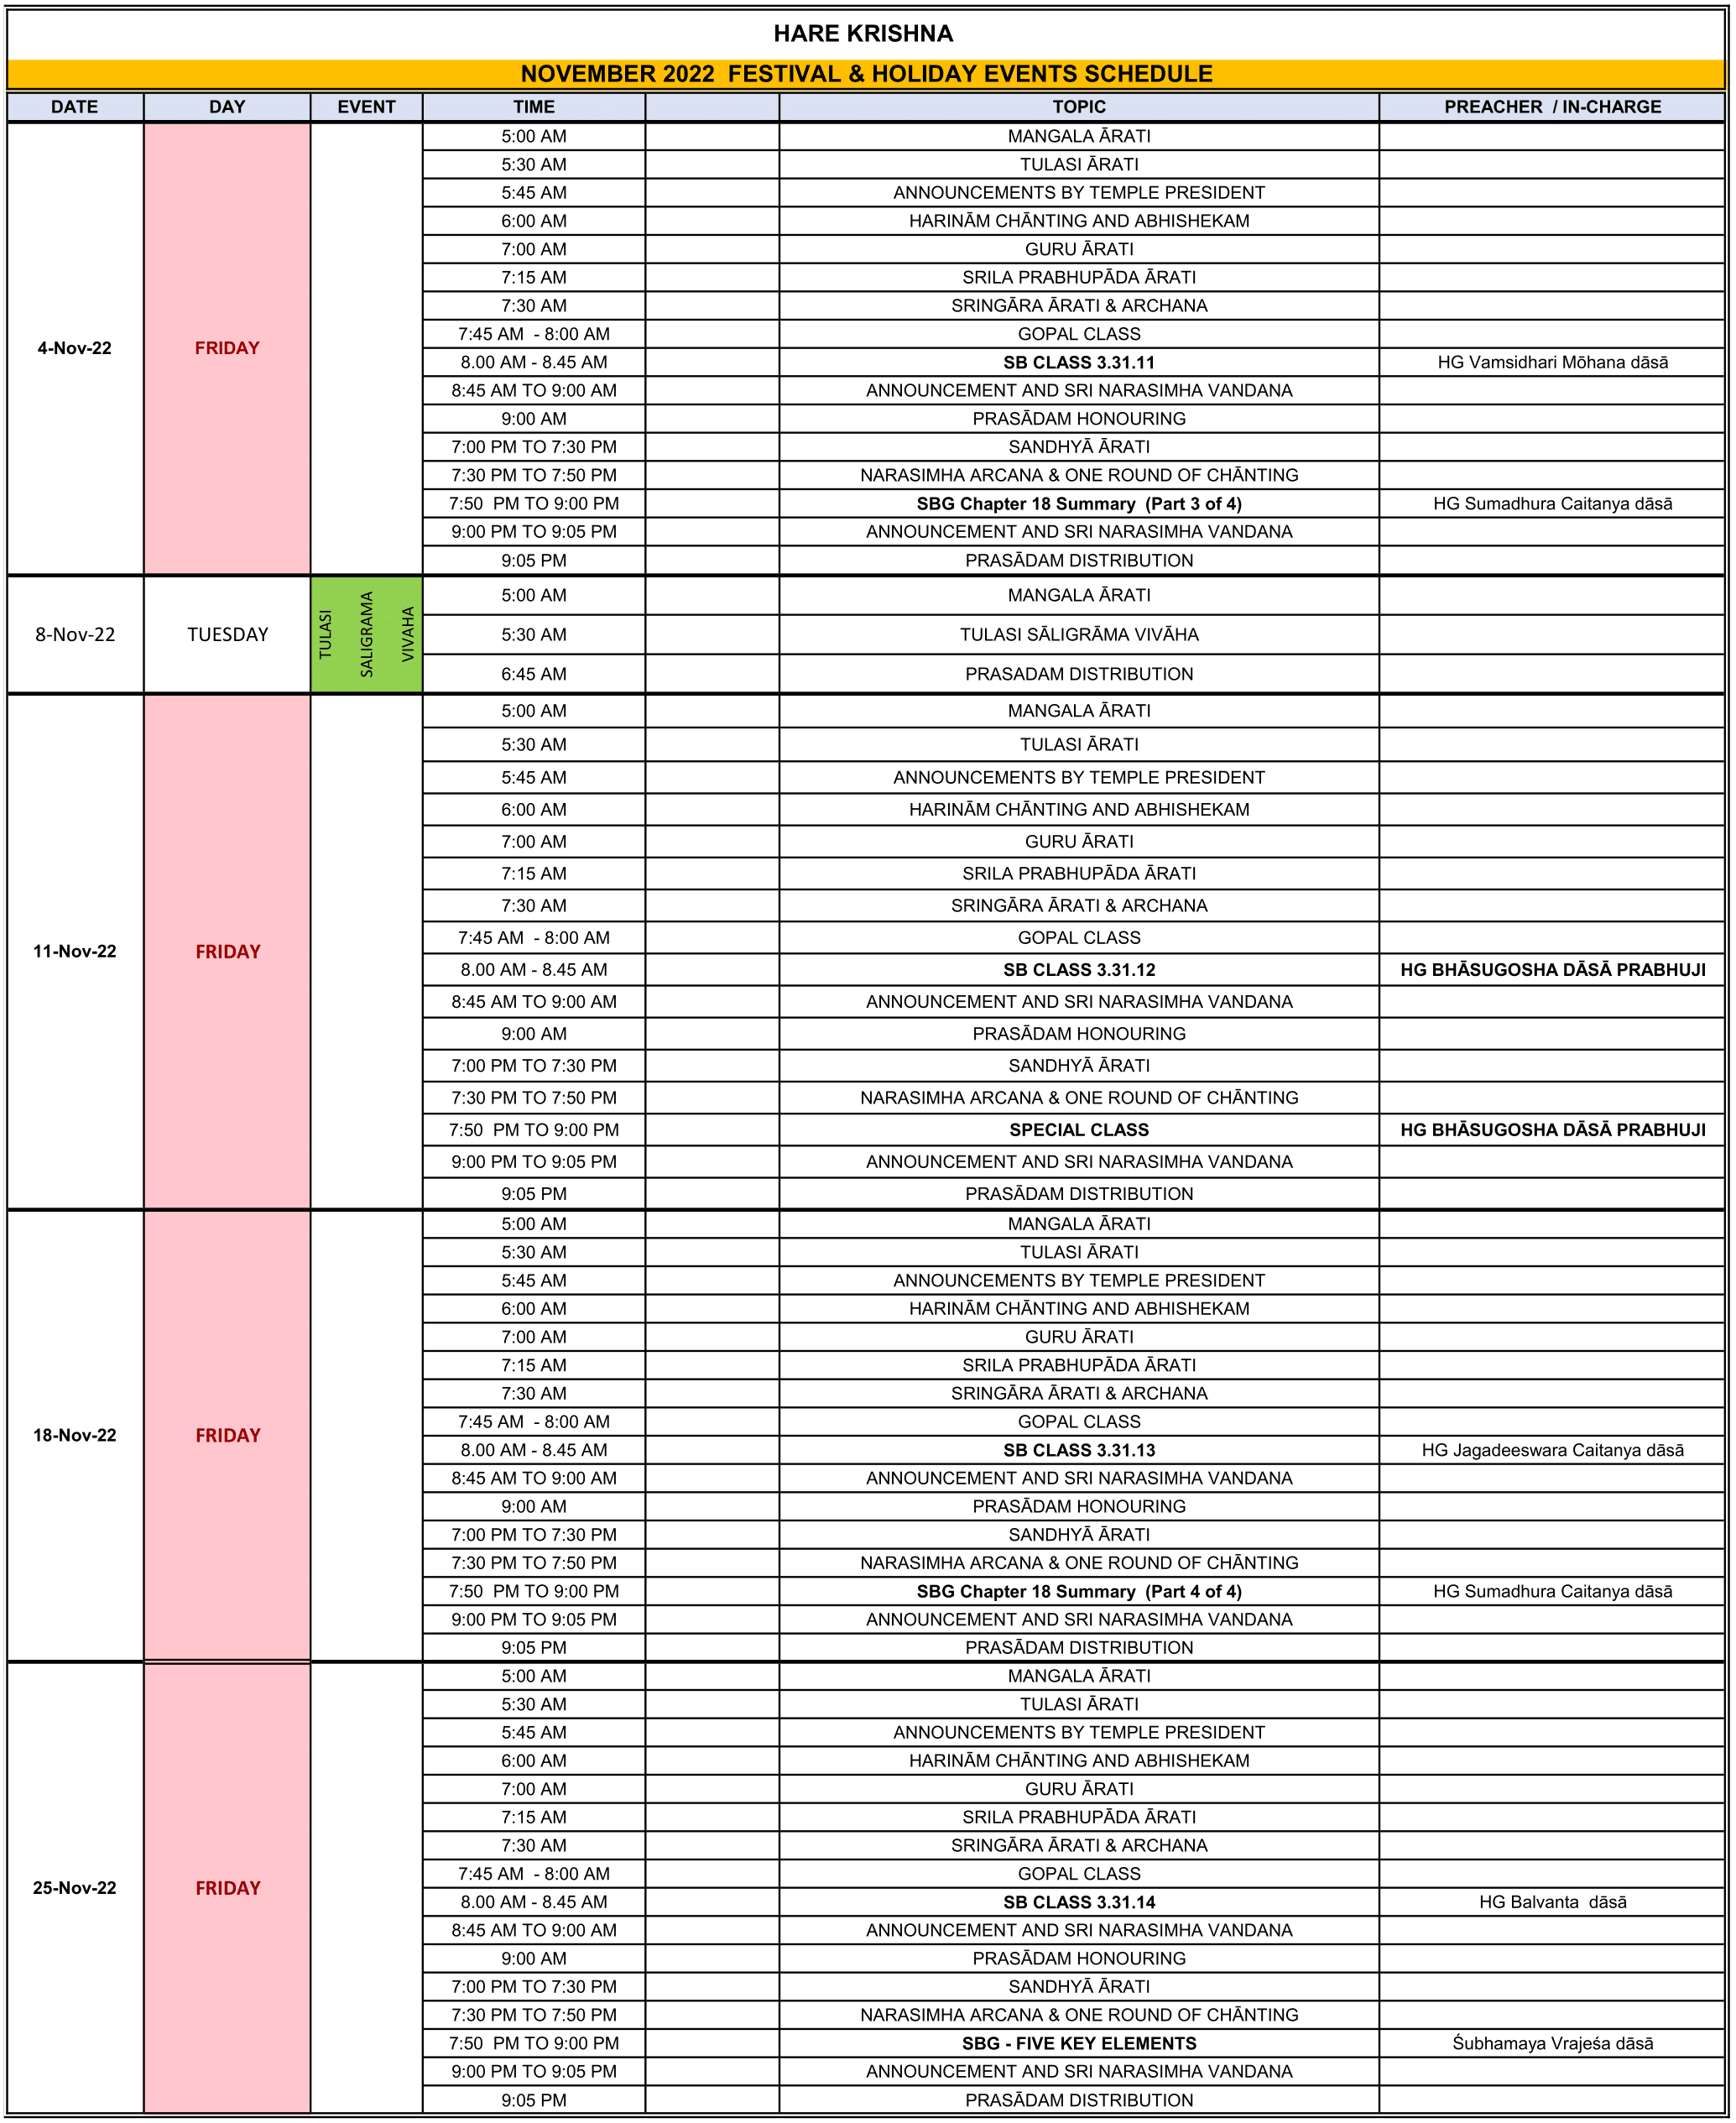 HARE KRISHNA
NOVEMBER 2022  FESTIVAL & HOLIDAY EVENTS SCHEDULE
DATE DAY EVENT TIME TOPIC PREACHER  / IN-CHARGE
5:00 AM MANGALA ĀRATI
5:30 AM TULASI ĀRATI
5:45 AM ANNOUNCEMENTS BY TEMPLE PRESIDENT
6:00 AM HARINĀM CHĀNTING AND ABHISHEKAM
7:00 AM GURU ĀRATI
7:15 AM SRILA PRABHUPĀDA ĀRATI
7:30 AM SRINGĀRA ĀRATI & ARCHANA
7:45 AM  - 8:00 AM GOPAL CLASS
4-Nov-22 FRIDAY
8.00 AM - 8.45 AM SB CLASS 3.31.11 HG Vamsidhari Mōhana dāsā
8:45 AM TO 9:00 AM ANNOUNCEMENT AND SRI NARASIMHA VANDANA
9:00 AM PRASĀDAM HONOURING
7:00 PM TO 7:30 PM SANDHYĀ ĀRATI
7:30 PM TO 7:50 PM NARASIMHA ARCANA & ONE ROUND OF CHĀNTING
7:50  PM TO 9:00 PM SBG Chapter 18 Summary  (Part 3 of 4) HG Sumadhura Caitanya dāsā
9:00 PM TO 9:05 PM ANNOUNCEMENT AND SRI NARASIMHA VANDANA
9:05 PM PRASĀDAM DISTRIBUTION
5:00 AM MANGALA ĀRATI
8-Nov-22 TUESDAY TULASI SALIGRAMA VIVAHA 5:30 AM TULASI SĀLIGRĀMA VIVĀHA
6:45 AM PRASADAM DISTRIBUTION
5:00 AM MANGALA ĀRATI
5:30 AM TULASI ĀRATI
5:45 AM ANNOUNCEMENTS BY TEMPLE PRESIDENT
6:00 AM HARINĀM CHĀNTING AND ABHISHEKAM
7:00 AM GURU ĀRATI
7:15 AM SRILA PRABHUPĀDA ĀRATI
7:30 AM SRINGĀRA ĀRATI & ARCHANA
7:45 AM  - 8:00 AM GOPAL CLASS
11-Nov-22 FRIDAY
8.00 AM - 8.45 AM SB CLASS 3.31.12 HG BHĀSUGOSHA DĀSĀ PRABHUJI
8:45 AM TO 9:00 AM ANNOUNCEMENT AND SRI NARASIMHA VANDANA
9:00 AM PRASĀDAM HONOURING
7:00 PM TO 7:30 PM SANDHYĀ ĀRATI
7:30 PM TO 7:50 PM NARASIMHA ARCANA & ONE ROUND OF CHĀNTING
7:50  PM TO 9:00 PM SPECIAL CLASS HG BHĀSUGOSHA DĀSĀ PRABHUJI
9:00 PM TO 9:05 PM ANNOUNCEMENT AND SRI NARASIMHA VANDANA
9:05 PM PRASĀDAM DISTRIBUTION
5:00 AM MANGALA ĀRATI
5:30 AM TULASI ĀRATI
5:45 AM ANNOUNCEMENTS BY TEMPLE PRESIDENT
6:00 AM HARINĀM CHĀNTING AND ABHISHEKAM
7:00 AM GURU ĀRATI
7:15 AM SRILA PRABHUPĀDA ĀRATI
7:30 AM SRINGĀRA ĀRATI & ARCHANA
7:45 AM  - 8:00 AM GOPAL CLASS
18-Nov-22 FRIDAY
8.00 AM - 8.45 AM SB CLASS 3.31.13 HG Jagadeeswara Caitanya dāsā
8:45 AM TO 9:00 AM ANNOUNCEMENT AND SRI NARASIMHA VANDANA
9:00 AM PRASĀDAM HONOURING
7:00 PM TO 7:30 PM SANDHYĀ ĀRATI
7:30 PM TO 7:50 PM NARASIMHA ARCANA & ONE ROUND OF CHĀNTING
7:50  PM TO 9:00 PM SBG Chapter 18 Summary  (Part 4 of 4) HG Sumadhura Caitanya dāsā
9:00 PM TO 9:05 PM ANNOUNCEMENT AND SRI NARASIMHA VANDANA
9:05 PM PRASĀDAM DISTRIBUTION
5:00 AM MANGALA ĀRATI
5:30 AM TULASI ĀRATI
5:45 AM ANNOUNCEMENTS BY TEMPLE PRESIDENT
6:00 AM HARINĀM CHĀNTING AND ABHISHEKAM
7:00 AM GURU ĀRATI
7:15 AM SRILA PRABHUPĀDA ĀRATI
7:30 AM SRINGĀRA ĀRATI & ARCHANA
7:45 AM  - 8:00 AM GOPAL CLASS
25-Nov-22 FRIDAY
8.00 AM - 8.45 AM SB CLASS 3.31.14 HG Balvanta  dāsā
8:45 AM TO 9:00 AM ANNOUNCEMENT AND SRI NARASIMHA VANDANA
9:00 AM PRASĀDAM HONOURING
7:00 PM TO 7:30 PM SANDHYĀ ĀRATI
7:30 PM TO 7:50 PM NARASIMHA ARCANA & ONE ROUND OF CHĀNTING
7:50  PM TO 9:00 PM SBG - FIVE KEY ELEMENTS Śubhamaya Vrajeśa dāsā
9:00 PM TO 9:05 PM ANNOUNCEMENT AND SRI NARASIMHA VANDANA
9:05 PM PRASĀDAM DISTRIBUTION